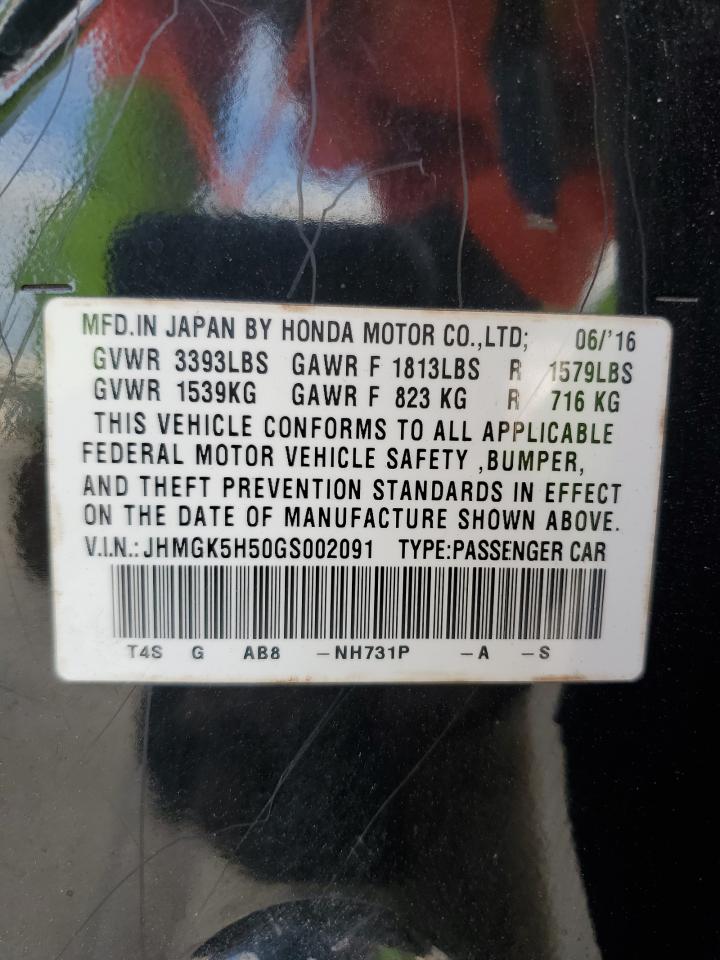 MFD.IN JAPAN BY HONDA MOTOR CO.,LTD; 06/'16
GVWR 3393LBS GAWR F 1813LBS R 1579LBS
GVWR 1539KG GAWR F 823 KG R 716 KG
THIS VEHICLE CONFORMS TO ALL APPLICABLE
FEDERAL MOTOR VEHICLE SAFETY ,BUMPER,
AND THEFT PREVENTION STANDARDS IN EFFECT
ON THE DATE OF MANUFACTURE SHOWN ABOVE.
V.I.N.: JHMGK5H50GS002091 TYPE:PASSENGER CAR
T4S G AB8 -NH731P -A -S